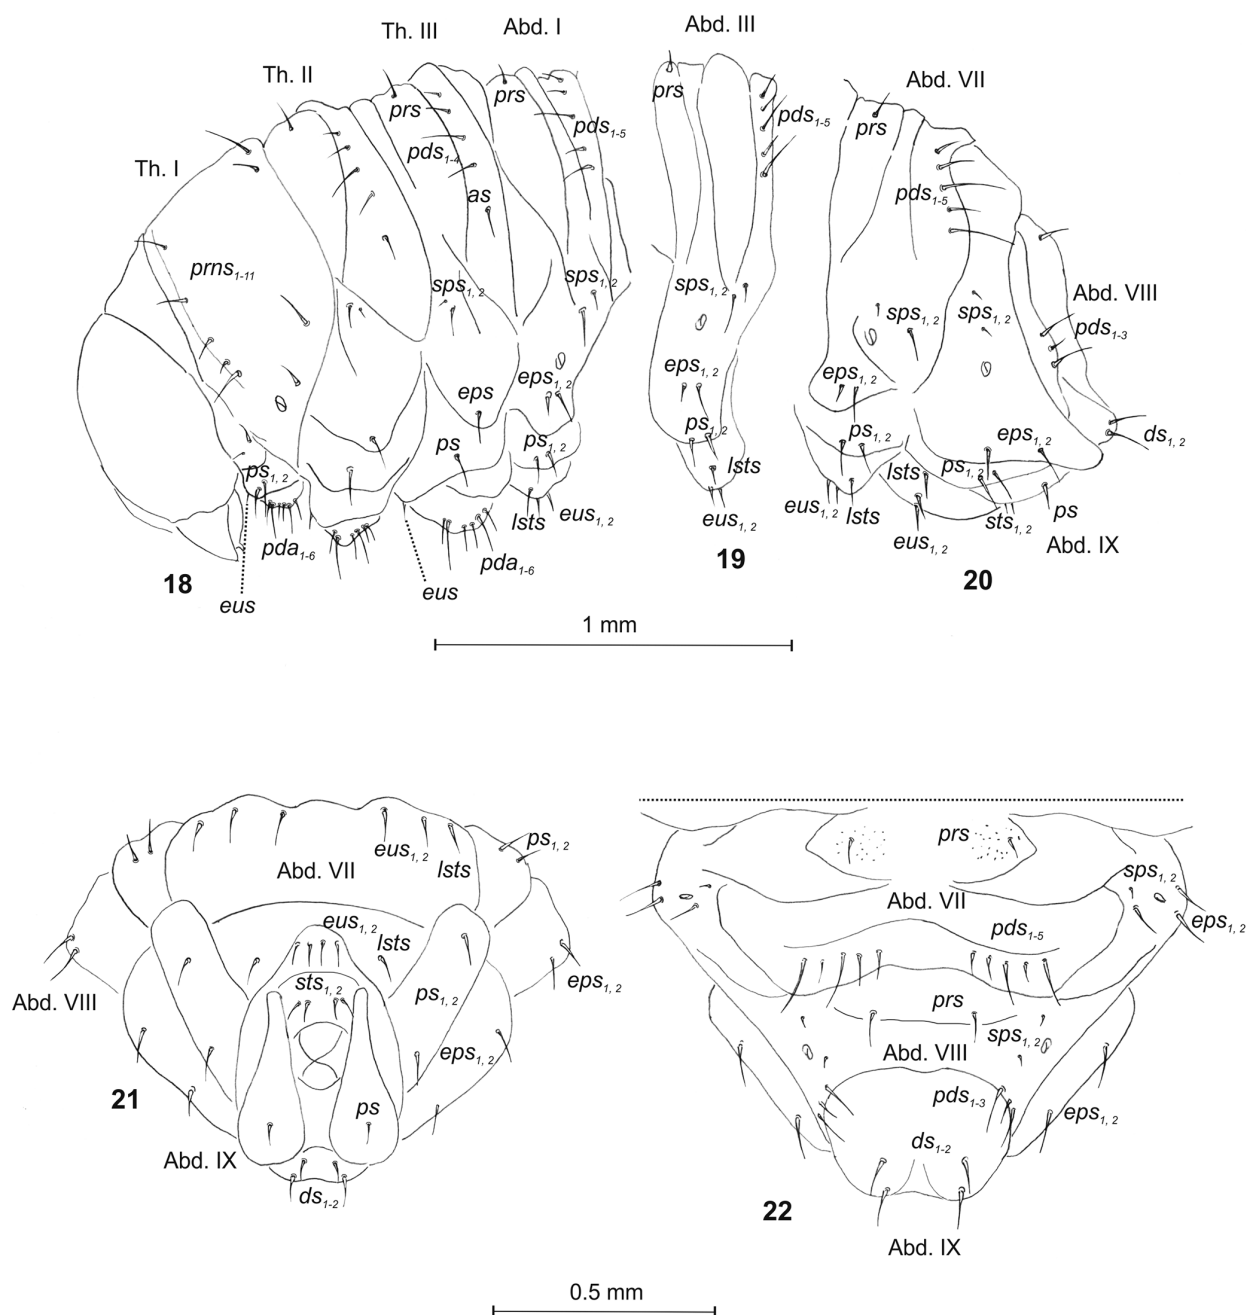 Th. I
Th. II
Th. III
Abd. I
prs
prs
pds1-4
pds1-5
as
prns1-11
sps1, 2
sps1, 2
eps
eps1, 2
ps
ps1, 2
ps1, 2
lsts
eus1, 2
pda1-6
pda1-6
eus
eus
18
Abd. III
prs
pds1-5
sps1, 2
eps1, 2
ps1, 2
lsts
eus1, 2
19
Abd. VII
prs
pds1-5
sps1, 2
sps1, 2
Abd. VIII
pds1-3
eps1, 2
ps1, 2
eps1, 2
ds1, 2
lsts
ps1, 2
eus1, 2
lsts
sts1, 2
ps
eus1, 2
Abd. IX
20
1 mm
eus1, 2
lsts
ps1, 2
Abd. VII
eus1, 2
lsts
sts1, 2
ps1, 2
eps1, 2
Abd. VIII
eps1, 2
ps
21
Abd. IX
ds1-2
prs
sps1, 2
Abd. VII
eps1, 2
pds1-5
prs
sps1, 2
Abd. VIII
pds1-3
eps1, 2
ds1-2
22
Abd. IX
0.5 mm